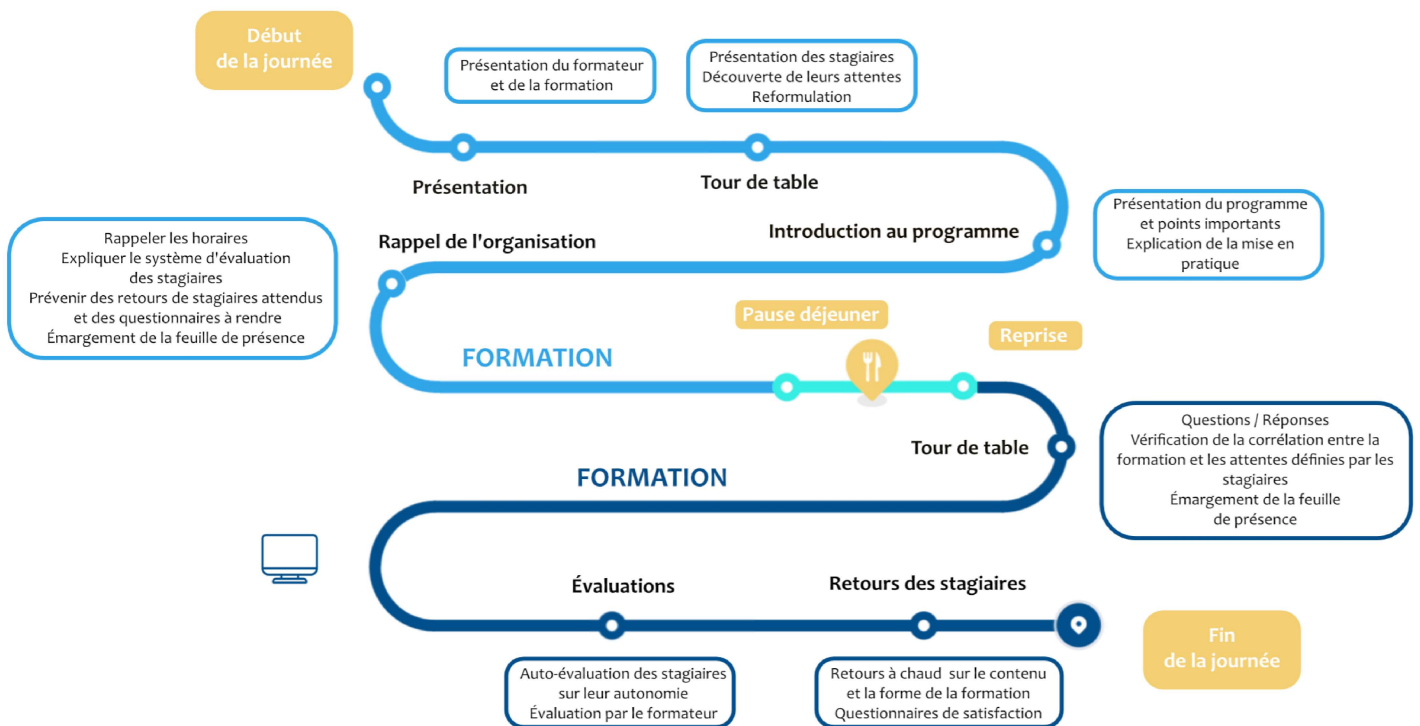 Début
de la journée
Présentation du formateur
et de la formation
Présentation des stagiaires
Découverte de leurs attentes
Reformulation
Présentation
Tour de table
Introduction au programme
Présentation du programme
et points importants
Explication de la mise en
pratique
Rappel de l'organisation
Rappeler les horaires
Expliquer le système d'évaluation
des stagiaires
Prévenir des retours de stagiaires attendus
et des questionnaires à rendre
Émargement de la feuille de présence
FORMATION
Pause déjeuner
Reprise
Tour de table
Questions / Réponses
Vérification de la corrélation entre la
formation et les attentes définies par les
stagiaires
Émargement de la feuille
de présence
FORMATION
Évaluations
Auto-évaluation des stagiaires
sur leur autonomie
Évaluation par le formateur
Retours des stagiaires
Retours à chaud sur le contenu
et la forme de la formation
Questionnaires de satisfaction
Fin
de la journée